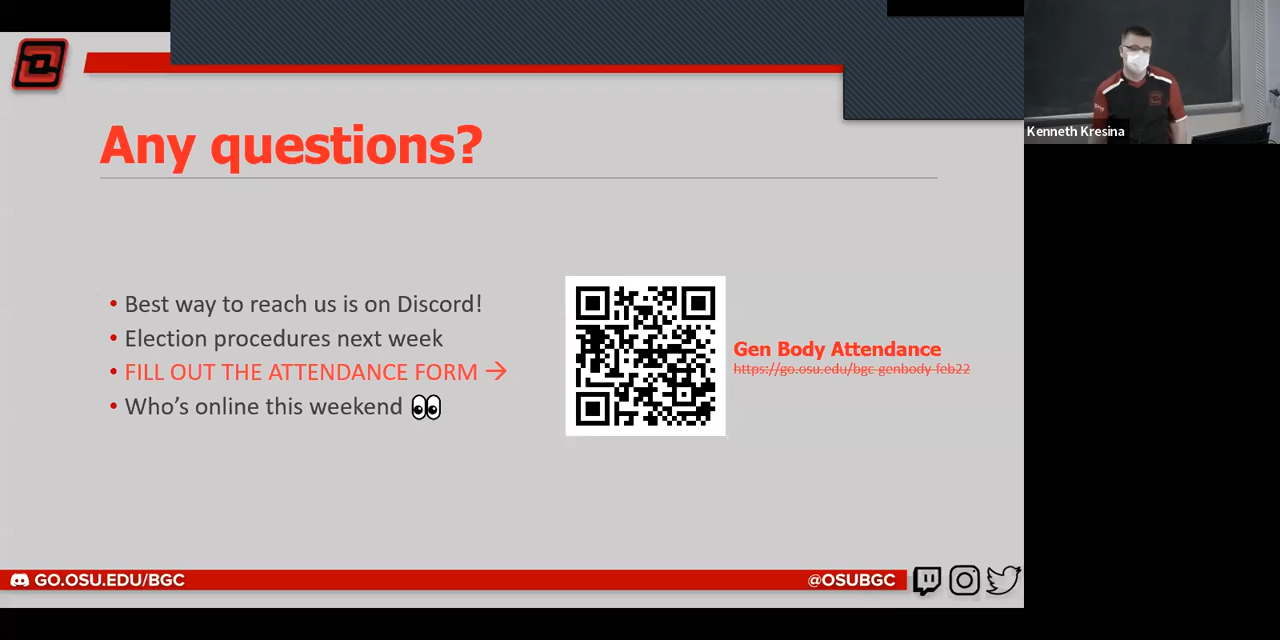 Any questions?
• Best way to reach us is on Discord!
• Election procedures next week
• FILL OUT THE ATTENDANCE FORM →
• Who's online this weekend 👀
Gen Body Attendance
https://go.osu.edu/bgc-genbody-feb22
GO.OSU.EDU/BGC
@OSUBGC
Kenneth Kresina